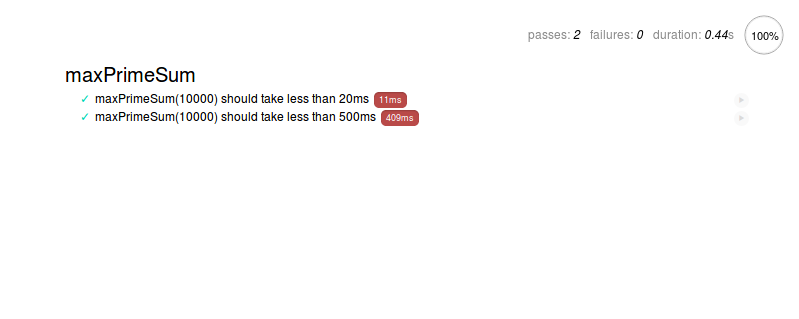 passes: 2 failures: 0 duration: 0.44s 100%
maxPrimeSum
✓ maxPrimeSum(10000) should take less than 20ms 11ms
✓ maxPrimeSum(10000) should take less than 500ms 409ms